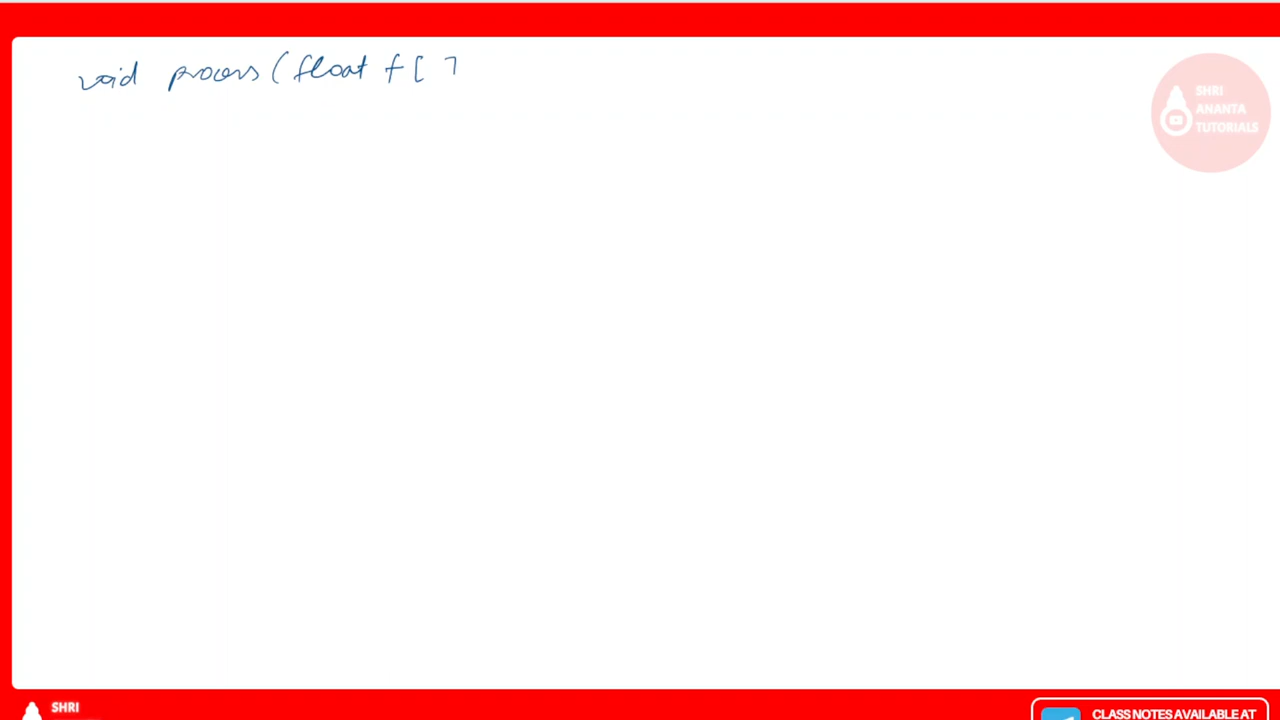 void process (float f [ ]
SHRI
ANANTA
TUTORIALS
SHRI
CLASS NOTES AVAILABLE AT